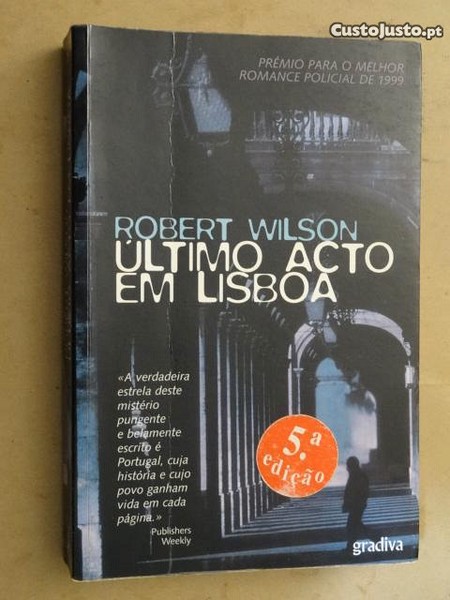 CustoJusto.pt
PRÉMIO PARA O MELHOR
ROMANCE POLICIAL DE 1999
ROBERT WILSON
ÚLTIMO ACTO
EM LISBOA
«A verdadeira
estrela deste
mistério
pungente
e belamente
escrito é
Portugal, cuja
história e cujo
povo ganham
vida em cada
página.»
Publishers
Weekly
5.ª
edição
gradiva